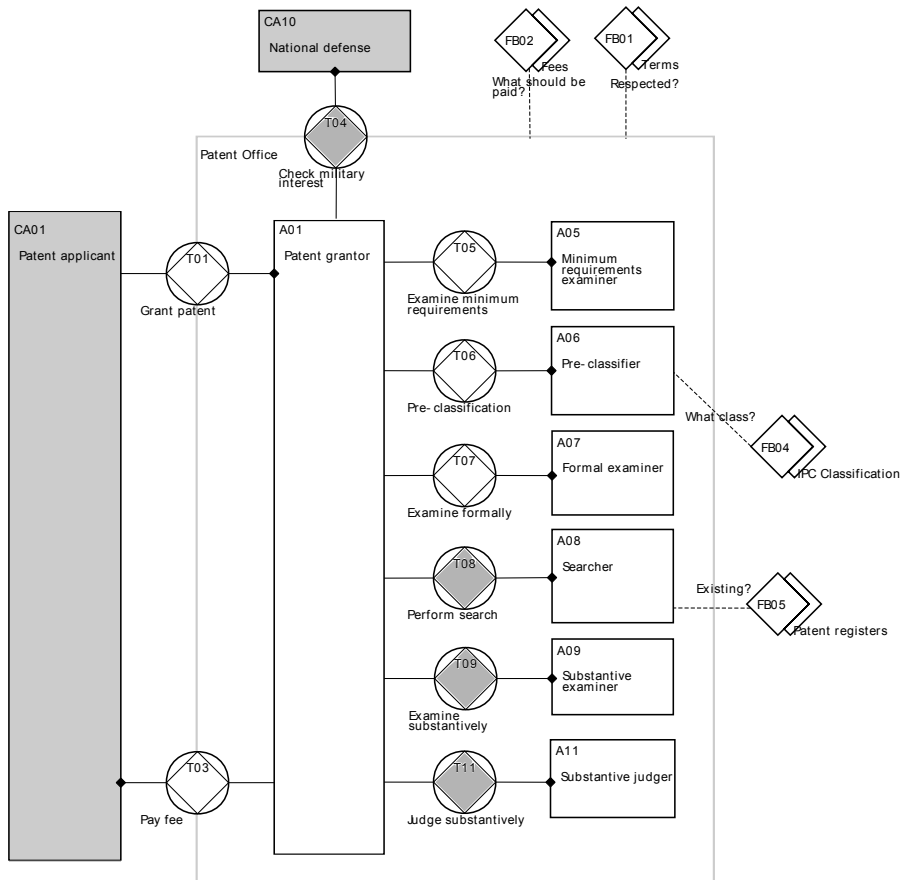 CA10
National defense
FB02
Fees
What should be
paid?
FB01
Terms
Respected?
T04
Check military
interest
Patent Office
CA01
Patent applicant
T01
Grant patent
A01
Patent grantor
T05
Examine minimum
requirements
A05
Minimum
requirements
examiner
T06
Pre-classification
A06
Pre-classifier
What class?
FB04
IPC Classification
T07
Examine formally
A07
Formal examiner
T08
Perform search
A08
Searcher
Existing?
FB05
Patent registers
T09
Examine
substantively
A09
Substantive
examiner
T03
Pay fee
T11
Judge substantively
A11
Substantive judger